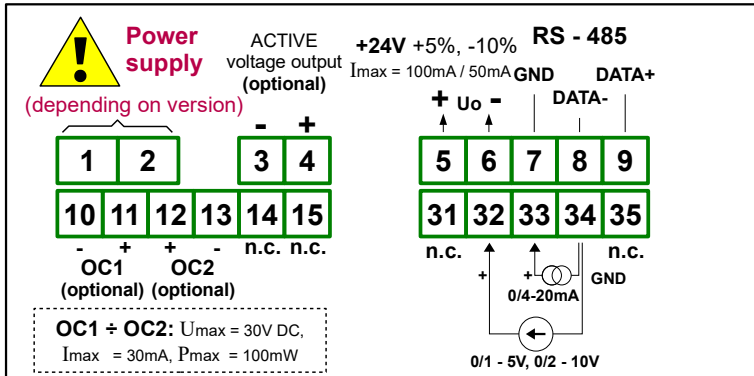 Power supply
(depending on version)
ACTIVE
voltage output
(optional)
- +
+24V +5%, -10%
Imax = 100mA / 50mA
+ Uo -
RS - 485
GND
DATA-
DATA+
1 2 3 4 5 6 7 8 9
10 11 12 13 14 15 31 32 33 34 35
- + + - n.c. n.c. n.c. n.c.
OC1
(optional)
OC2
(optional)
+ +
GND
0/4-20mA
0/1 - 5V, 0/2 - 10V
OC1 ÷ OC2: Umax = 30V DC,
Imax = 30mA, Pmax = 100mW